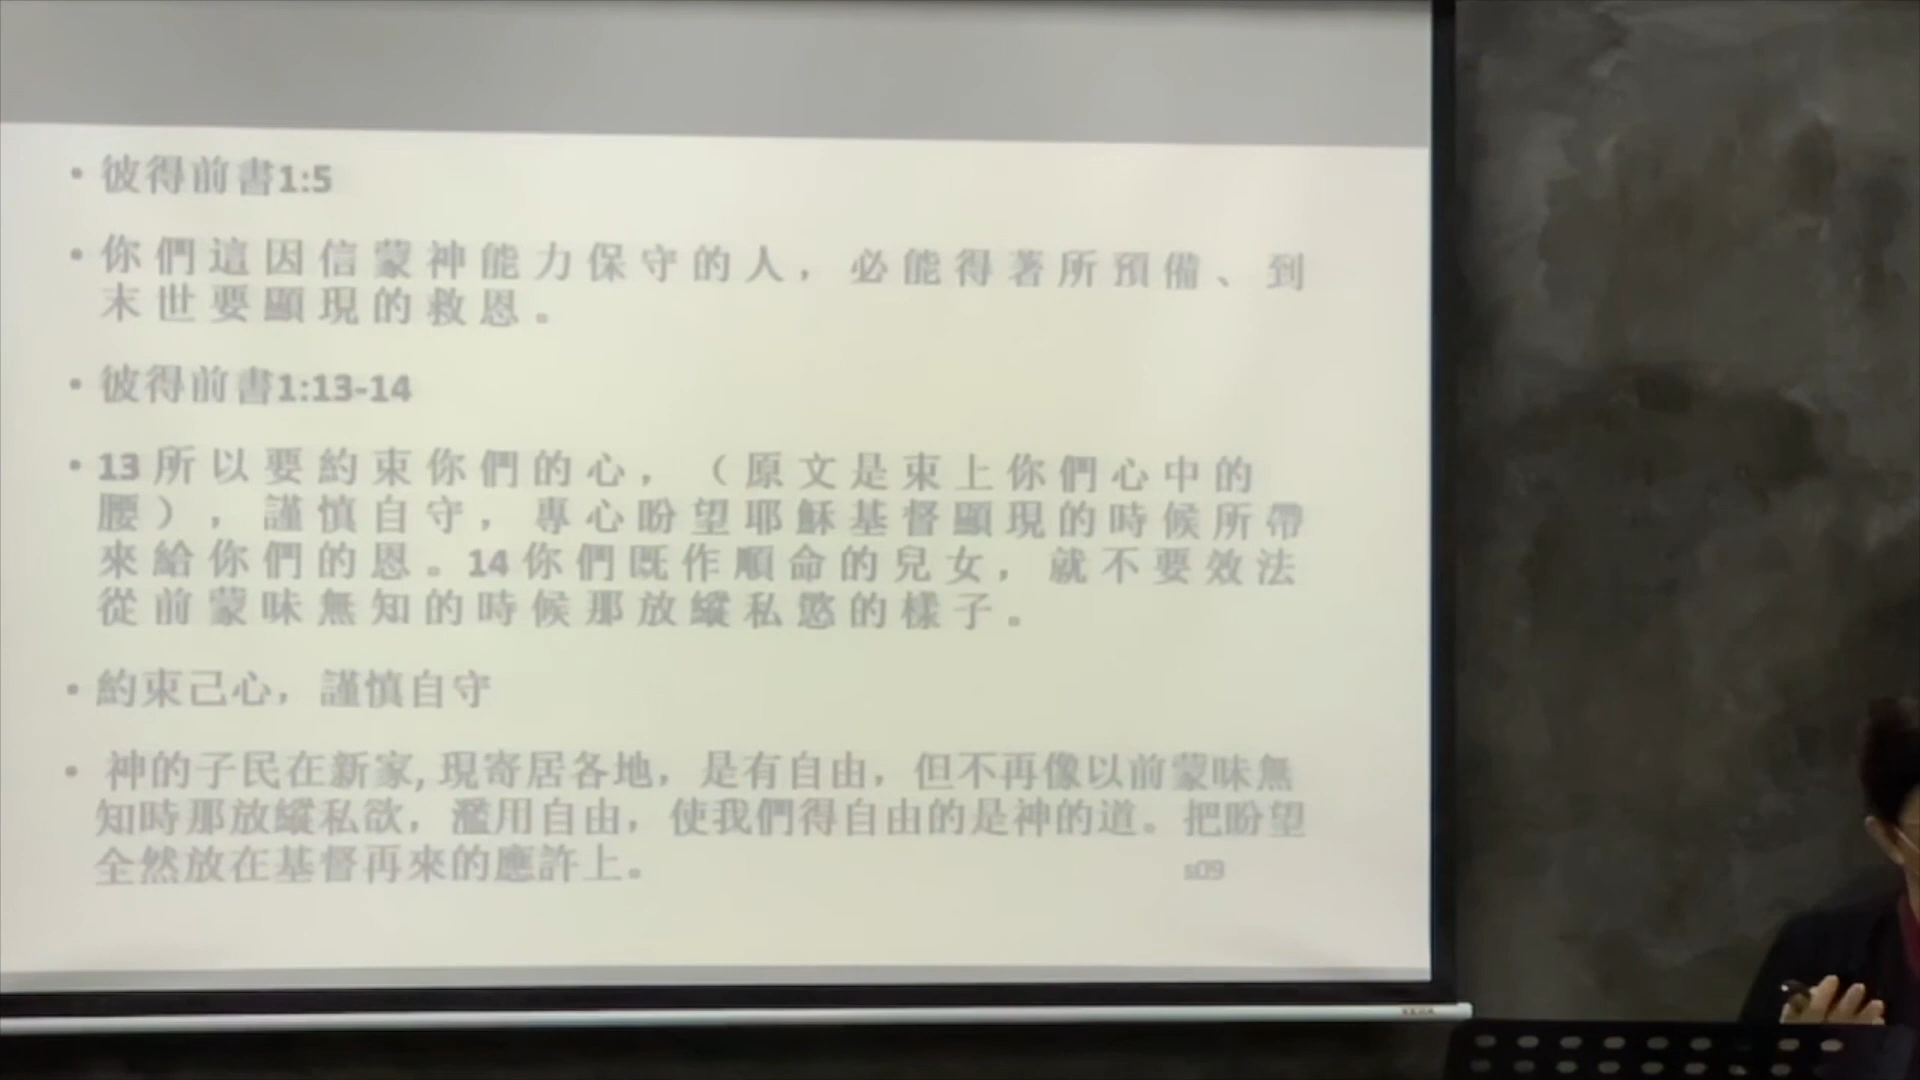 • 彼得前書1:5
• 你們這因信蒙神能力保守的人，必能得著所預備、到
末世要顯現的救恩。
• 彼得前書1:13-14
• 13所以要約束你們的心，（原文是束上你們心中的
腰），謹慎自守，專心盼望耶穌基督顯現的時候所帶
來給你們的恩。14你們既作順命的兒女，就不要效法
從前蒙昧無知的時候那放縱私慾的樣子。
• 約束己心，謹慎自守
• 神的子民在新家,現寄居各地，是有自由，但不再像以前蒙昧無
知時那放縱私欲，濫用自由，使我們得自由的是神的道。把盼望
全然放在基督再來的應許上。
s09